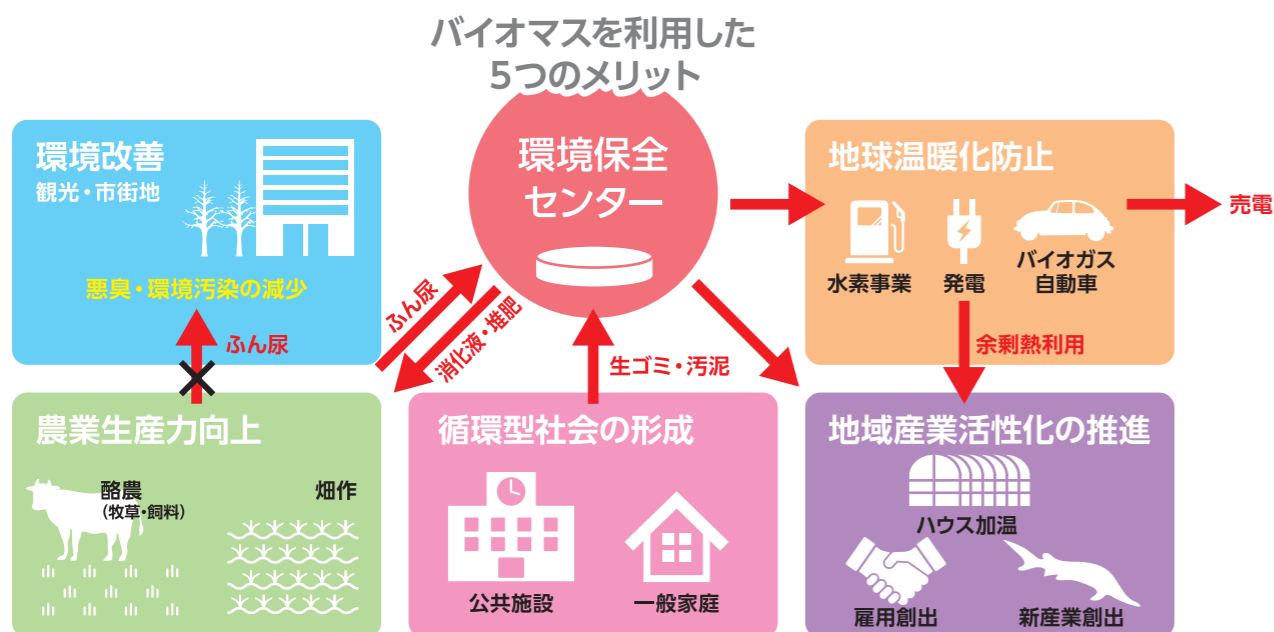 バイオマスを利用した
5つのメリット
環境改善
観光・市街地
悪臭・環境汚染の減少
環境保全
センター
地球温暖化防止
水素事業
発電
バイオガス
自動車
売電
ふん尿
ふん尿
消化液・堆肥
生ゴミ・汚泥
余剰熱利用
農業生産力向上
酪農
(牧草・飼料)
畑作
循環型社会の形成
公共施設
一般家庭
地域産業活性化の推進
ハウス加温
雇用創出
新産業創出